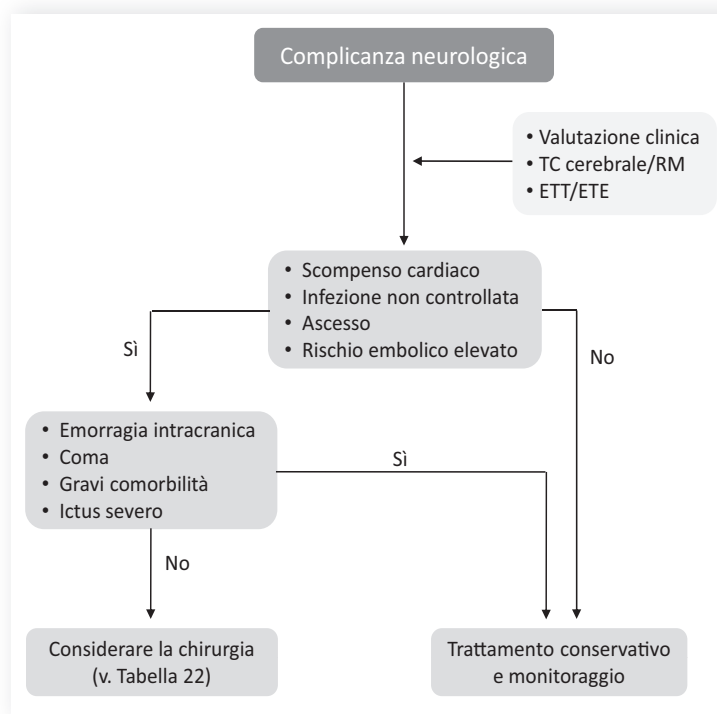 Complicanza neurologica
• Valutazione clinica
• TC cerebrale/RM
• ETT/ETE
• Scompenso cardiaco
• Infezione non controllata
• Ascesso
• Rischio embolico elevato
Sì
No
• Emorragia intracranica
• Coma
• Gravi comorbilità
• Ictus severo
Sì
No
Considerare la chirurgia
(v. Tabella 22)
Trattamento conservativo
e monitoraggio